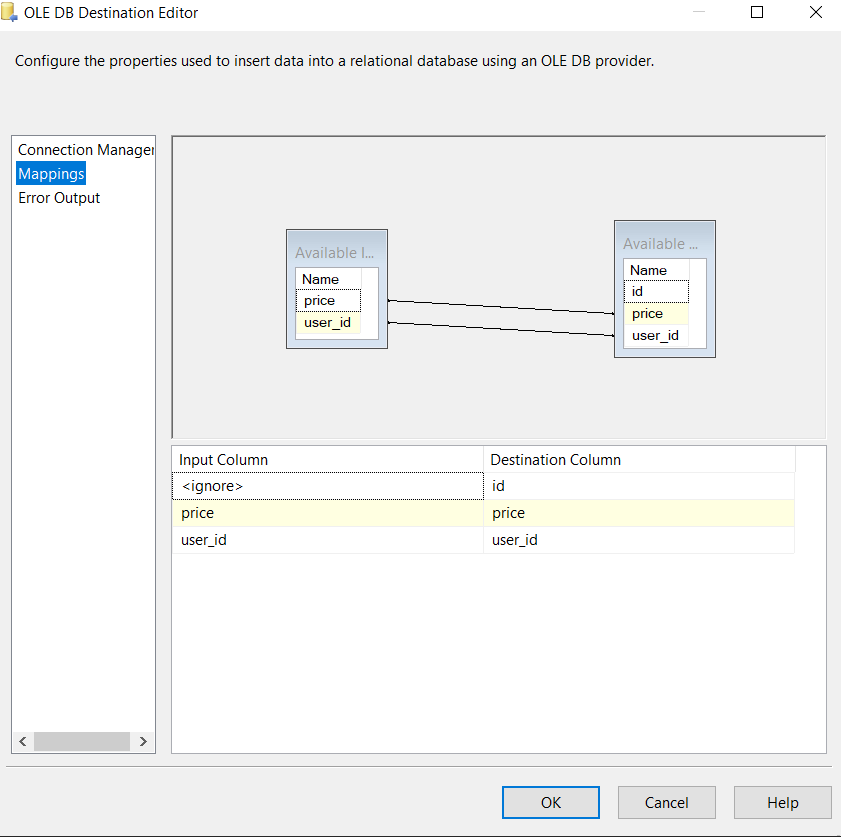 OLE DB Destination Editor
Configure the properties used to insert data into a relational database using an OLE DB provider.
Connection Manager
Mappings
Error Output
Available I...
Name
price
user_id
Available ...
Name
id
price
user_id
Input Column Destination Column
<ignore> id
price price
user_id user_id
OK Cancel Help